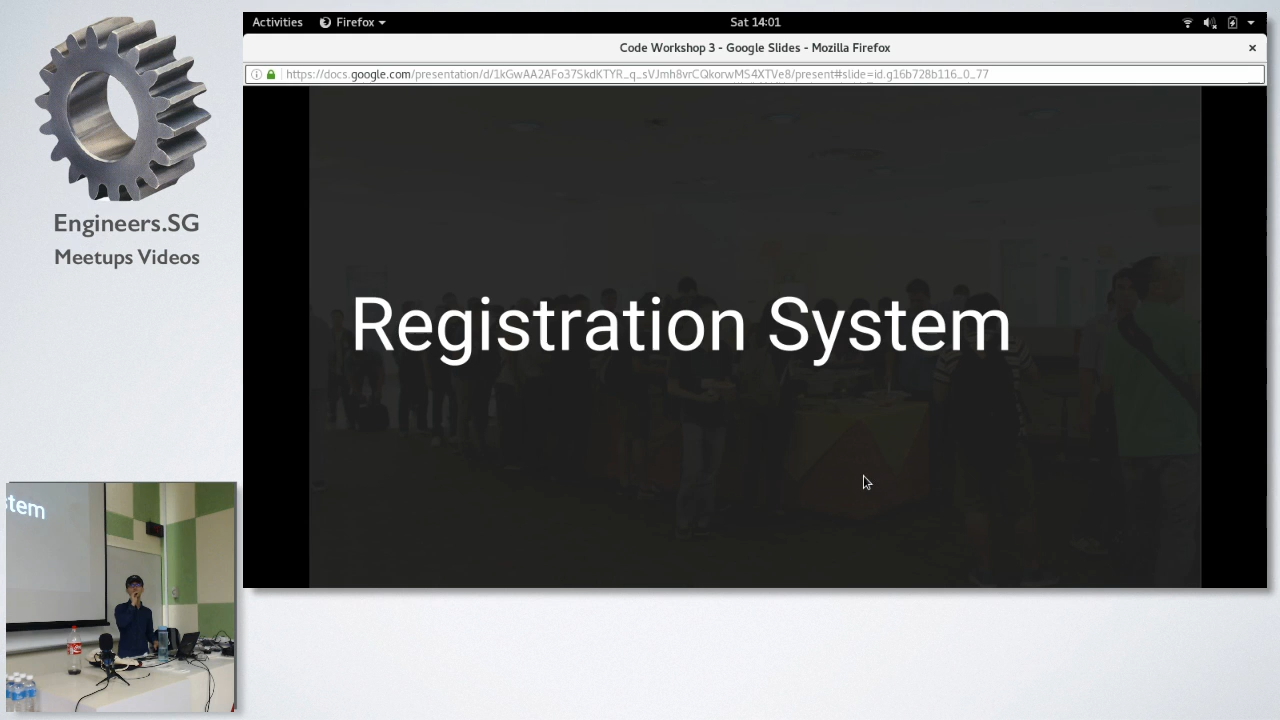 Activities
Firefox
Sat 14:01
Code Workshop 3 - Google Slides - Mozilla Firefox
https://docs.google.com/presentation/d/1kGwAA2AFo37SkdKTYR_q_sVJmh8vrCQkorwMS4XTVe8/present#slide=id.g16b728b116_0_77
Registration System
Engineers.SG
Meetups Videos
stem